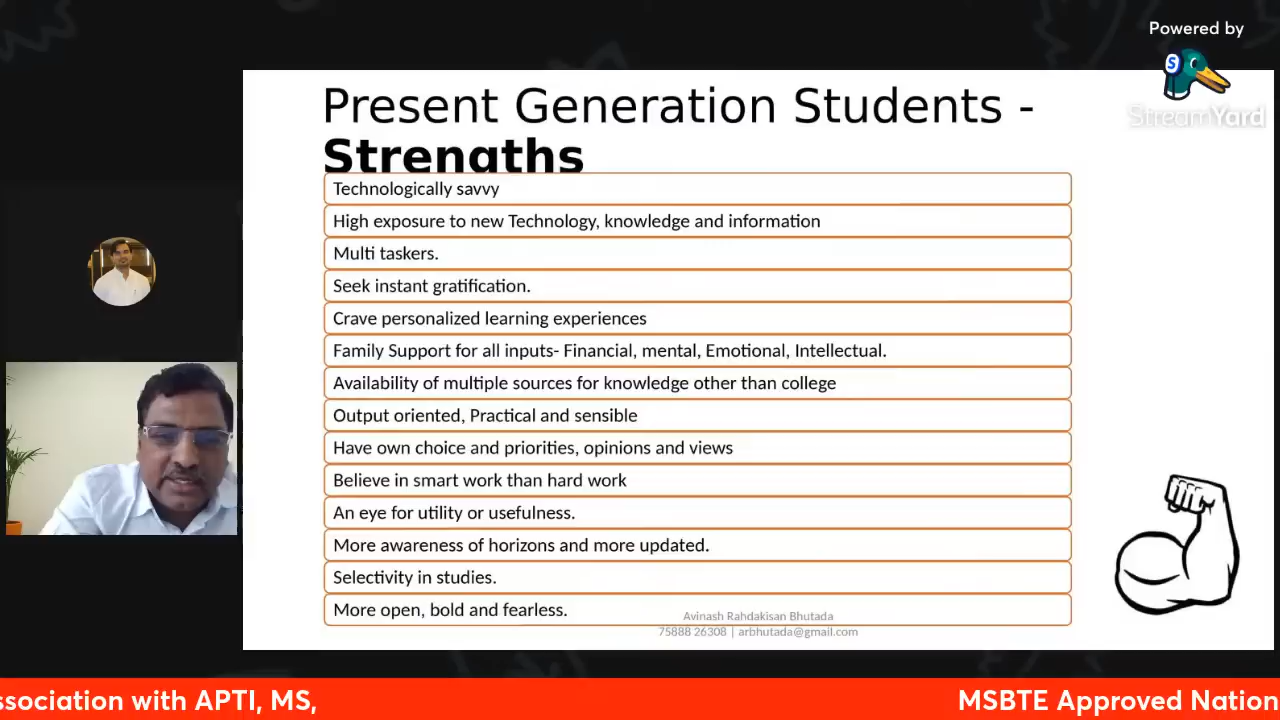 Powered by
S
StreamYard
Present Generation Students -
Strengths
Technologically savvy
High exposure to new Technology, knowledge and information
Multi taskers.
Seek instant gratification.
Crave personalized learning experiences
Family Support for all inputs- Financial, mental, Emotional, Intellectual.
Availability of multiple sources for knowledge other than college
Output oriented, Practical and sensible
Have own choice and priorities, opinions and views
Believe in smart work than hard work
An eye for utility or usefulness.
More awareness of horizons and more updated.
Selectivity in studies.
More open, bold and fearless.
Avinash Rahdakisan Bhutada
75888 26308 | arbhutada@gmail.com
ssociation with APTI, MS,
MSBTE Approved Nation